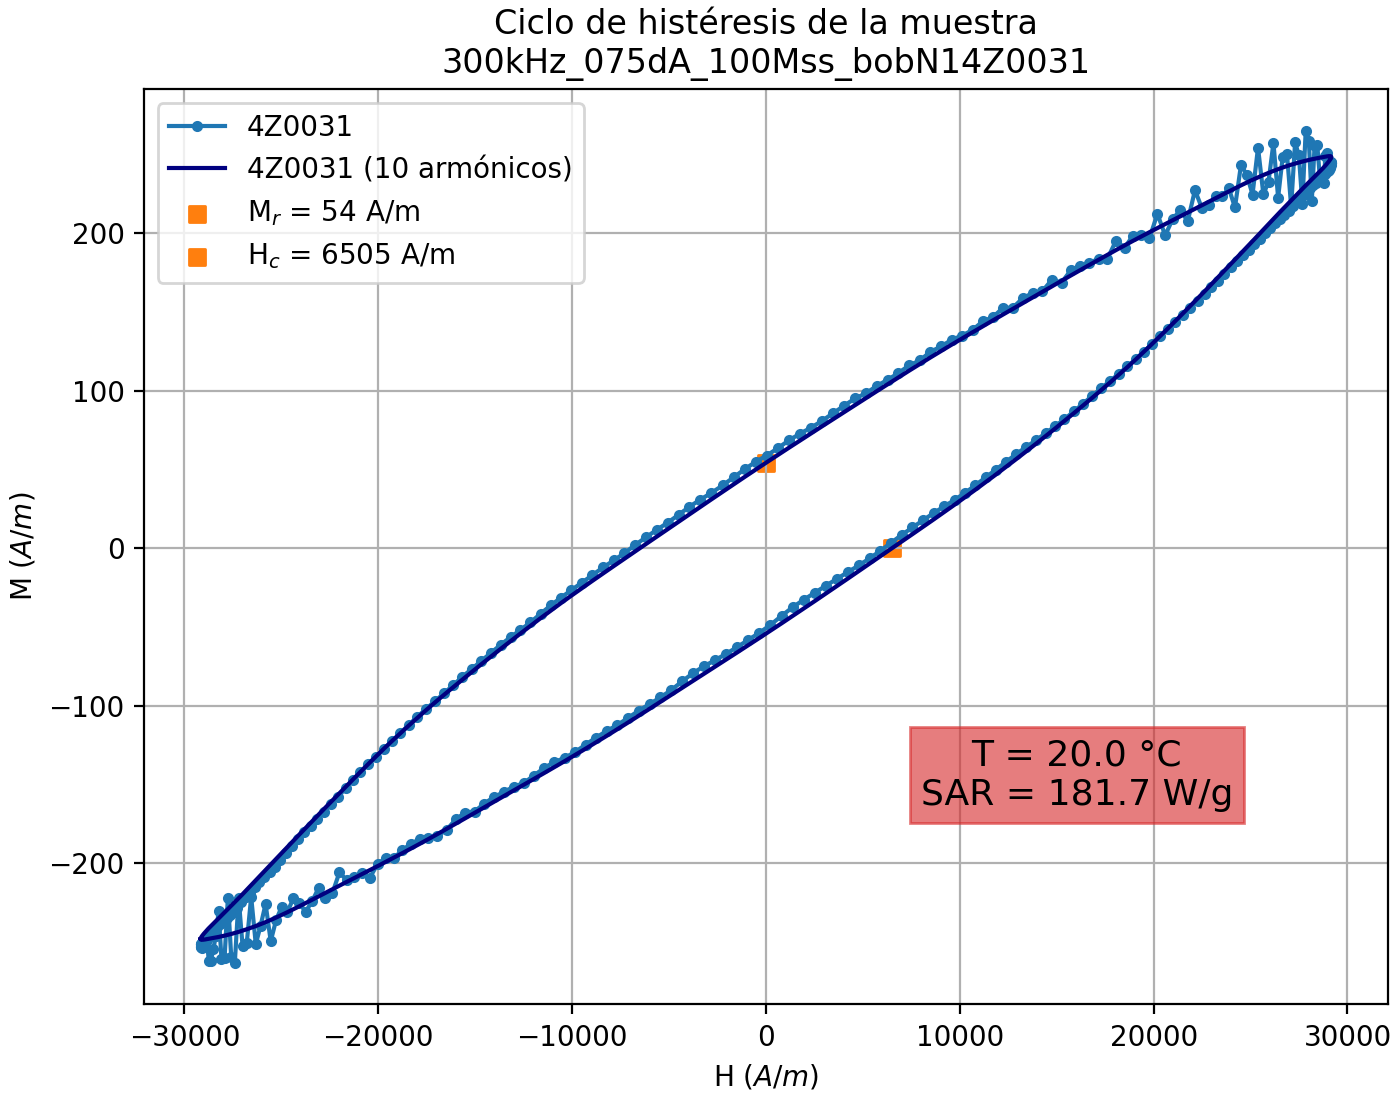 Ciclo de histéresis de la muestra
300kHz_075dA_100Mss_bobN14Z0031
4Z0031
4Z0031 (10 armónicos)
Mᵣ = 54 A/m
H꜀ = 6505 A/m
200
100
0
−100
−200
M (A/m)
T = 20.0 °C
SAR = 181.7 W/g
−30000 −20000 −10000 0 10000 20000 30000
H (A/m)